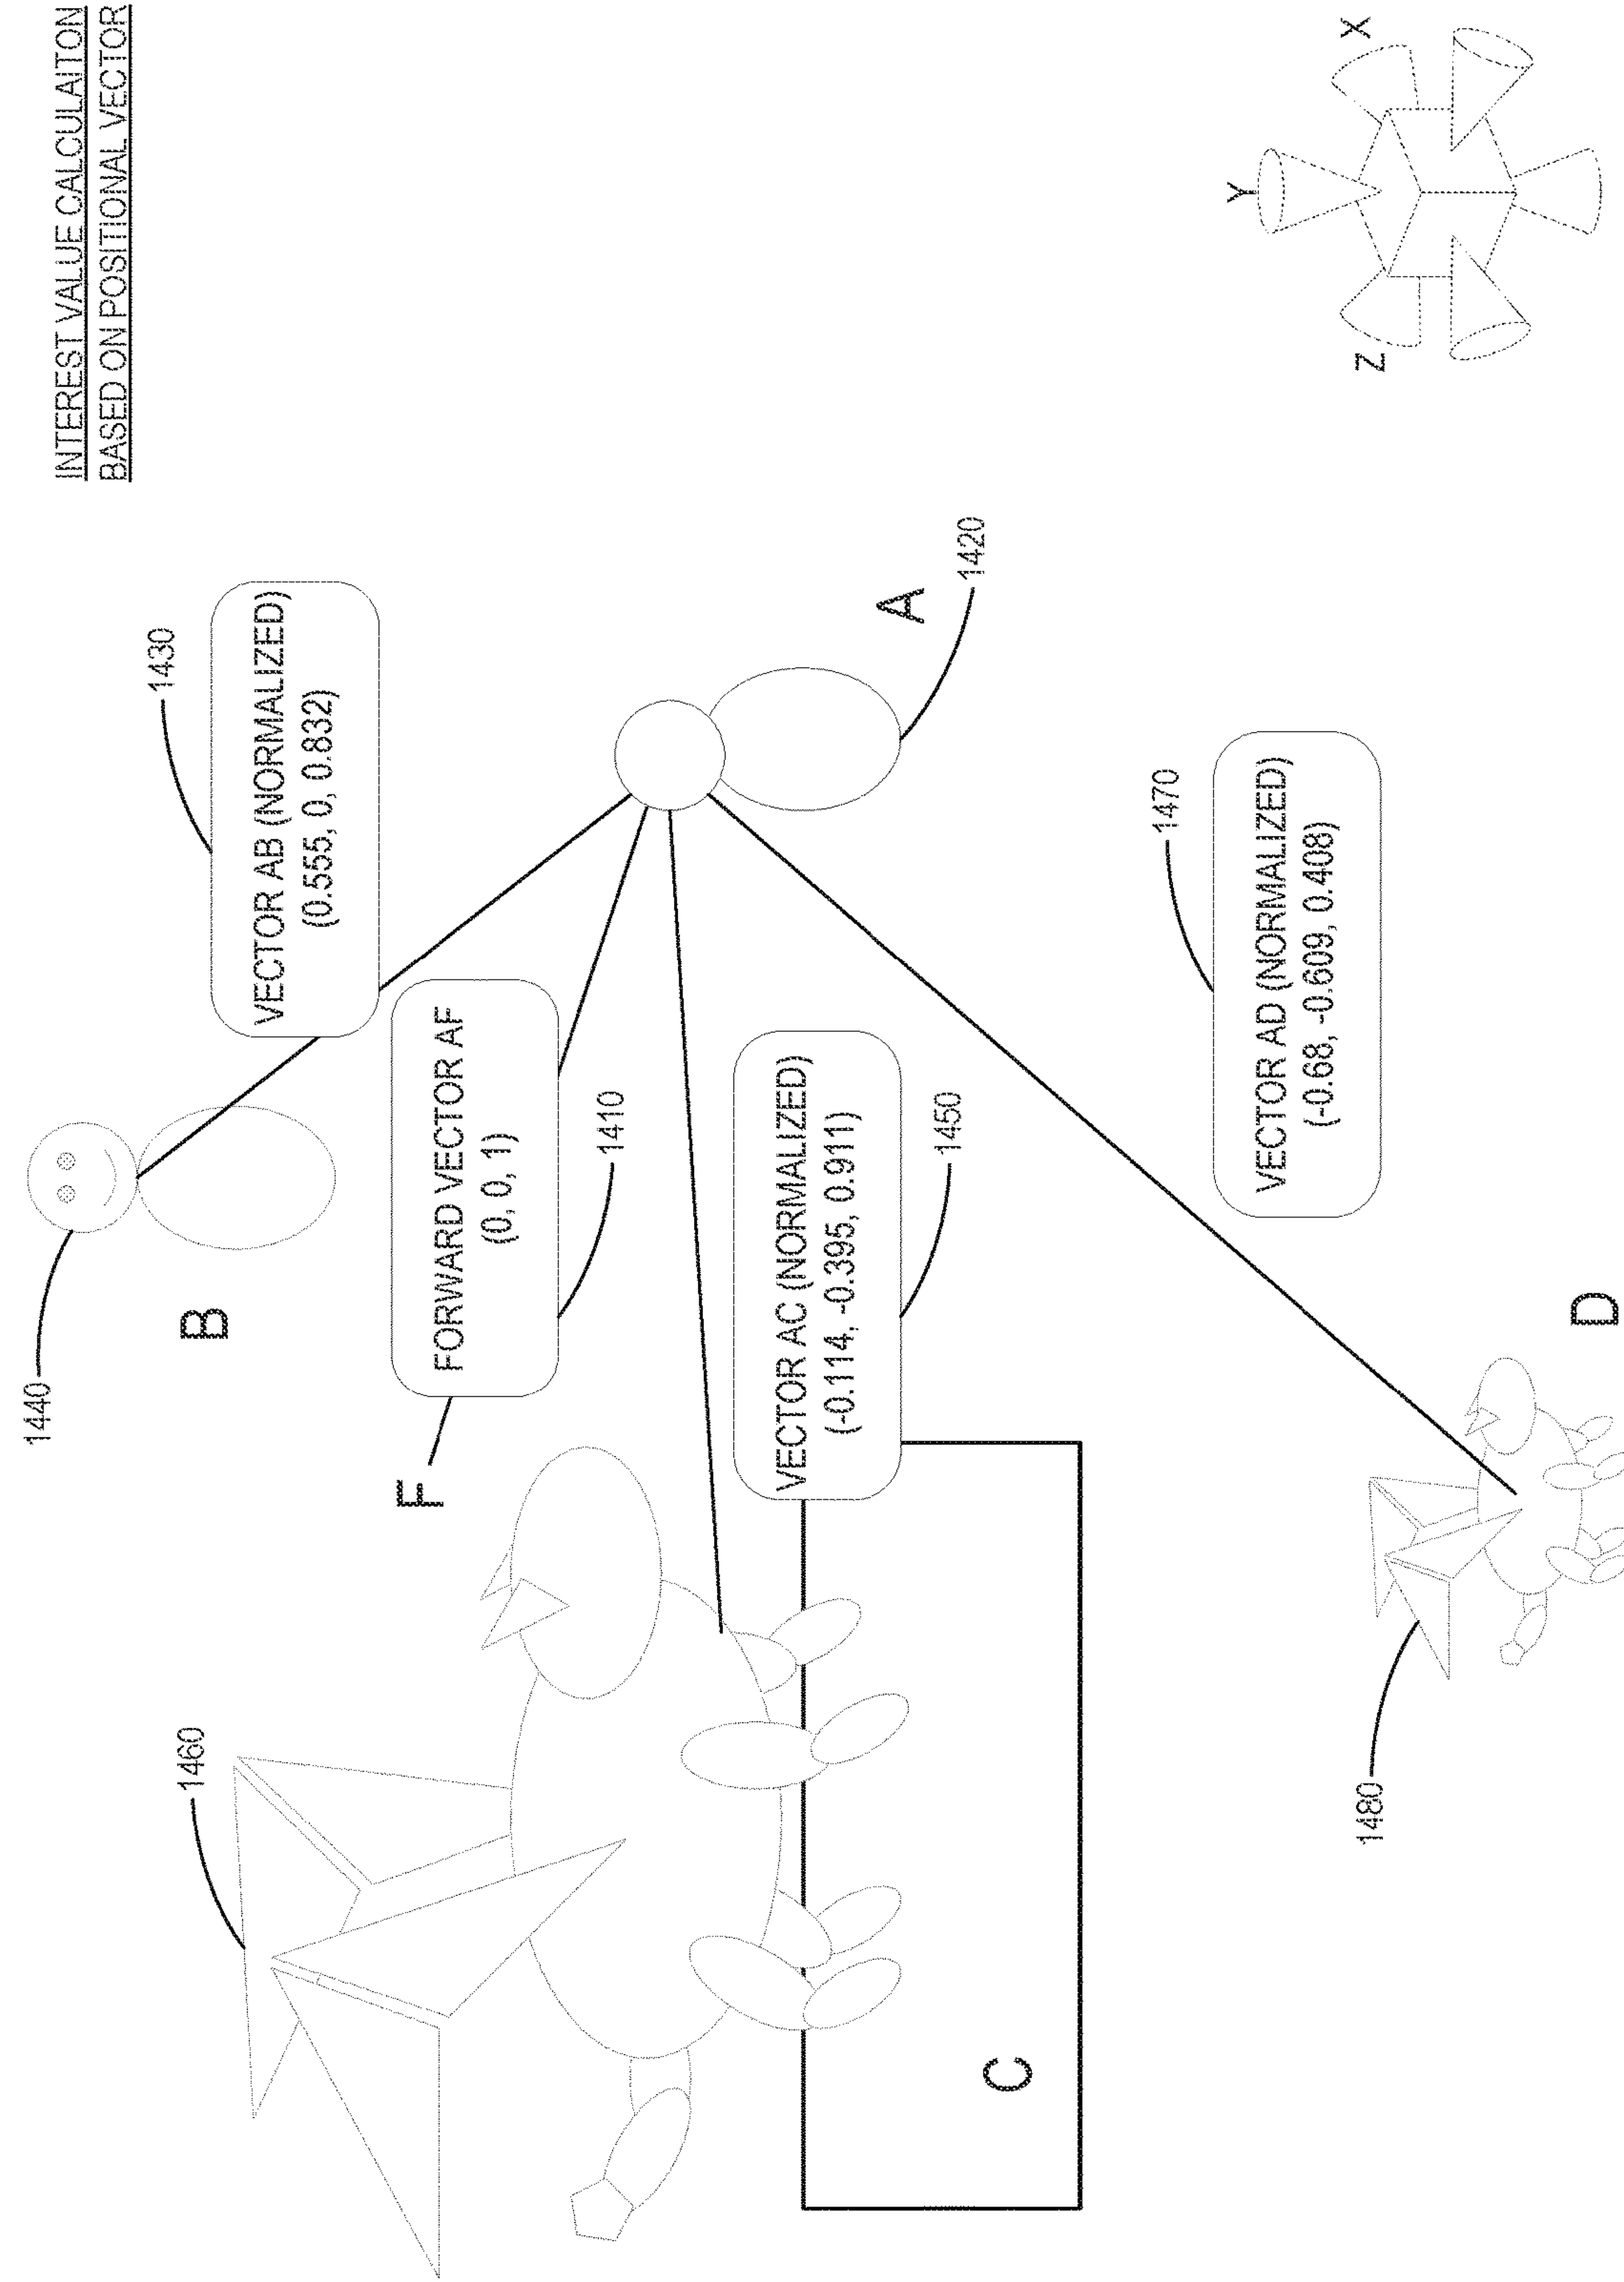 INTEREST VALUE CALCULAITON
BASED ON POSITIONAL VECTOR
1440
B
1430
VECTOR AB (NORMALIZED)
(0.555, 0, 0.832)
F
FORWARD VECTOR AF
(0, 0, 1)
1410
1460
VECTOR AC (NORMALIZED)
(-0.114, -0.395, 0.911)
1450
A
1420
C
1470
VECTOR AD (NORMALIZED)
(-0.68, -0.609, 0.408)
1480
D
Y
Z
X